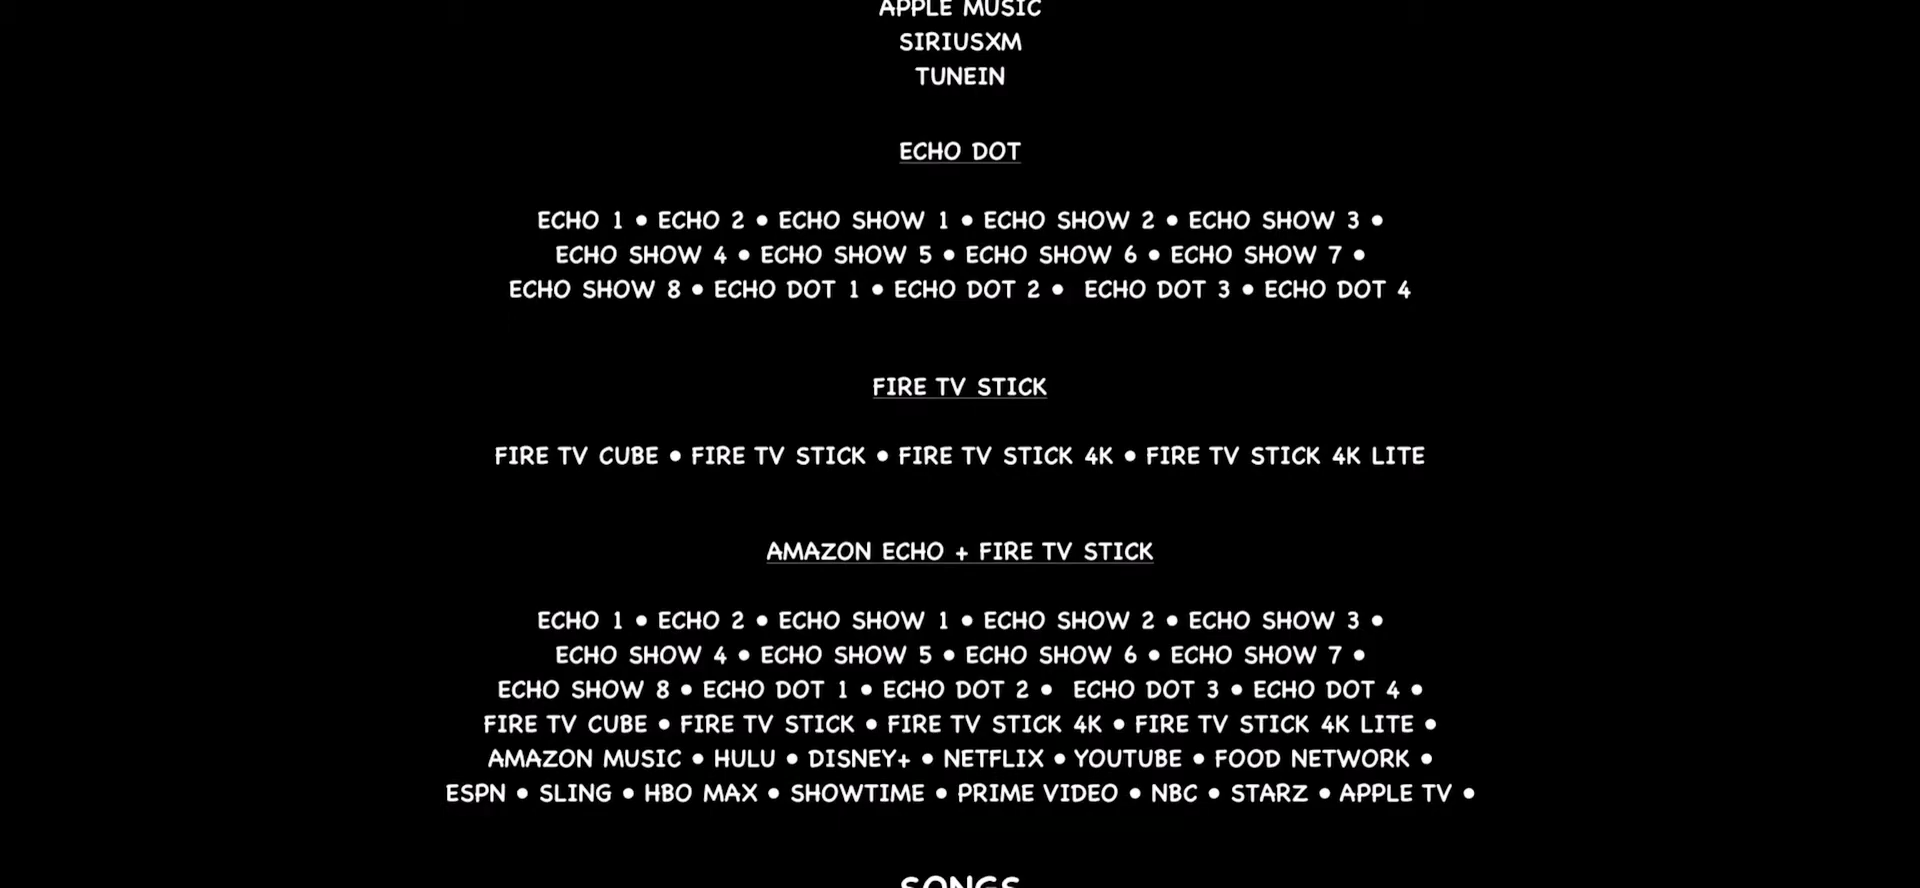 APPLE MUSIC
SIRIUSXM
TUNEIN
ECHO DOT
ECHO 1 • ECHO 2 • ECHO SHOW 1 • ECHO SHOW 2 • ECHO SHOW 3 •
ECHO SHOW 4 • ECHO SHOW 5 • ECHO SHOW 6 • ECHO SHOW 7 •
ECHO SHOW 8 • ECHO DOT 1 • ECHO DOT 2 • ECHO DOT 3 • ECHO DOT 4
FIRE TV STICK
FIRE TV CUBE • FIRE TV STICK • FIRE TV STICK 4K • FIRE TV STICK 4K LITE
AMAZON ECHO + FIRE TV STICK
ECHO 1 • ECHO 2 • ECHO SHOW 1 • ECHO SHOW 2 • ECHO SHOW 3 •
ECHO SHOW 4 • ECHO SHOW 5 • ECHO SHOW 6 • ECHO SHOW 7 •
ECHO SHOW 8 • ECHO DOT 1 • ECHO DOT 2 • ECHO DOT 3 • ECHO DOT 4 •
FIRE TV CUBE • FIRE TV STICK • FIRE TV STICK 4K • FIRE TV STICK 4K LITE •
AMAZON MUSIC • HULU • DISNEY+ • NETFLIX • YOUTUBE • FOOD NETWORK •
ESPN • SLING • HBO MAX • SHOWTIME • PRIME VIDEO • NBC • STARZ • APPLE TV •
SONGS